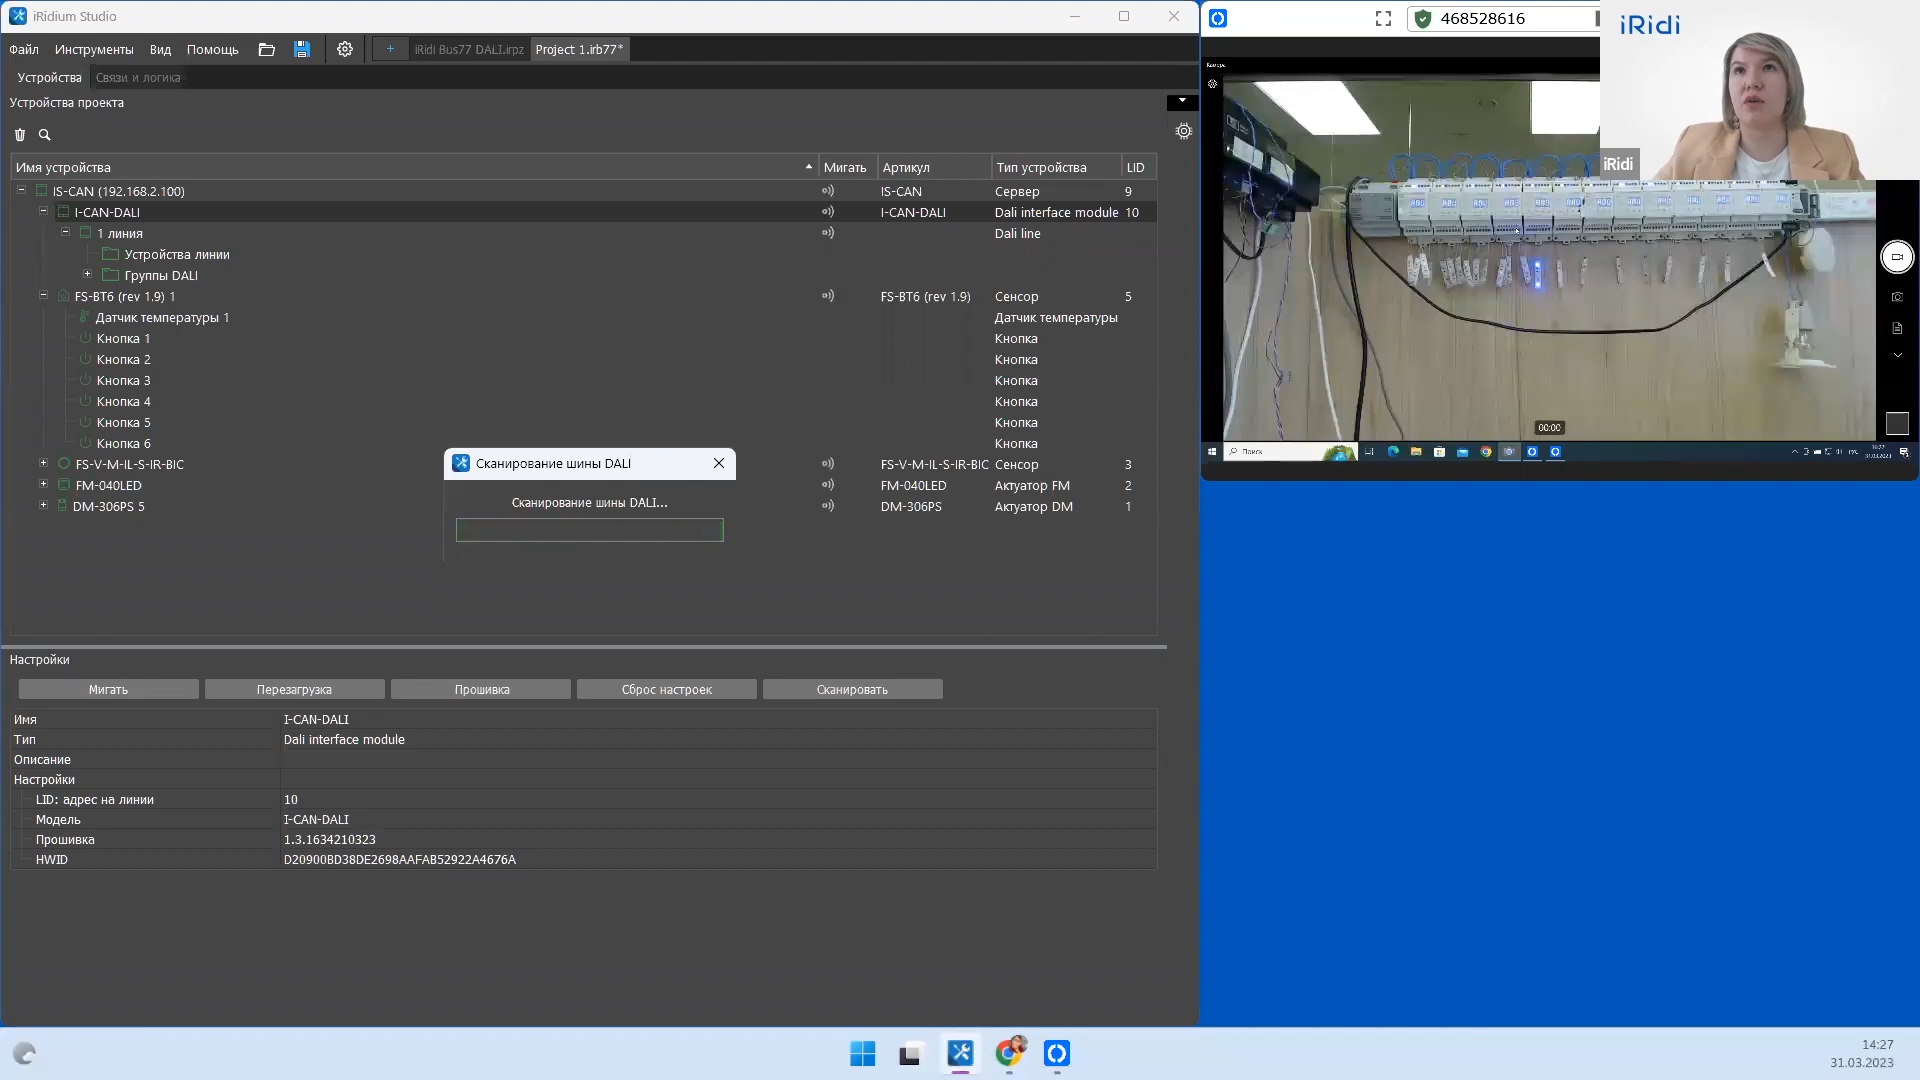 iRidium Studio
Файл Инструменты Вид Помощь + iRidi Bus77 DALI.irpz Project 1.irb77*
Устройства Связи и логика
Устройства проекта
Имя устройства Мигать Артикул Тип устройства LID
IS-CAN (192.168.2.100) IS-CAN Сервер 9
I-CAN-DALI I-CAN-DALI Dali interface module 10
1 линия Dali line
Устройства линии
Группы DALI
FS-BT6 (rev 1.9) 1 FS-BT6 (rev 1.9) Сенсор 5
Датчик температуры 1 Датчик температуры
Кнопка 1 Кнопка
Кнопка 2 Кнопка
Кнопка 3 Кнопка
Кнопка 4 Кнопка
Кнопка 5 Кнопка
Кнопка 6 Кнопка
FS-V-M-IL-S-IR-BIC FS-V-M-IL-S-IR-BIC Сенсор 3
FM-040LED FM-040LED Актуатор FM 2
DM-306PS 5 DM-306PS Актуатор DM 1
Сканирование шины DALI
Сканирование шины DALI...
Настройки
Мигать Перезагрузка Прошивка Сброс настроек Сканировать
Имя I-CAN-DALI
Тип Dali interface module
Описание
Настройки
LID: адрес на линии 10
Модель I-CAN-DALI
Прошивка 1.3.1634210323
HWID D20900BD38DE2698AAFAB52922A4676A
468528616
iRidi
iRidi
Камера
00:00
Поиск
14:27
31.03.2023
14:27
31.03.2023